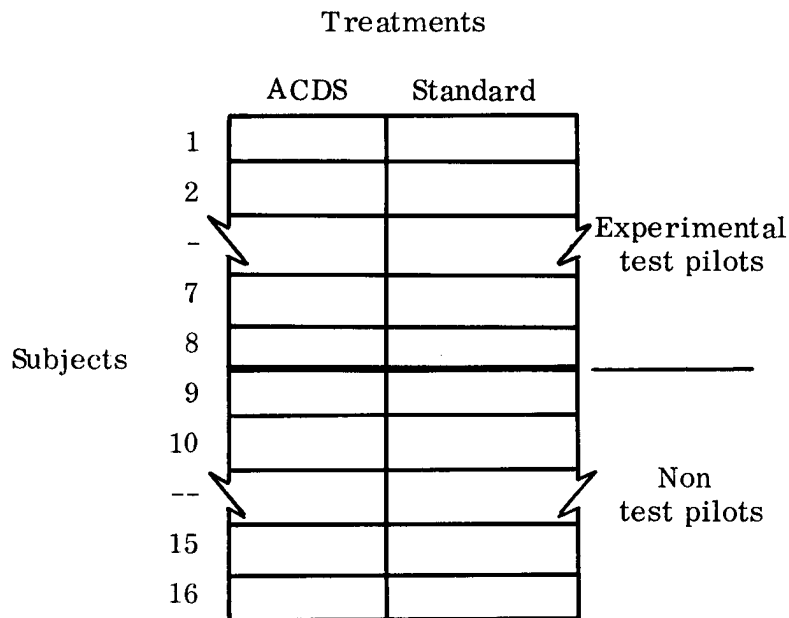 Treatments
ACDS Standard
1
2
-
Experimental
test pilots
7
8
Subjects
9
10
--
Non
test pilots
15
16